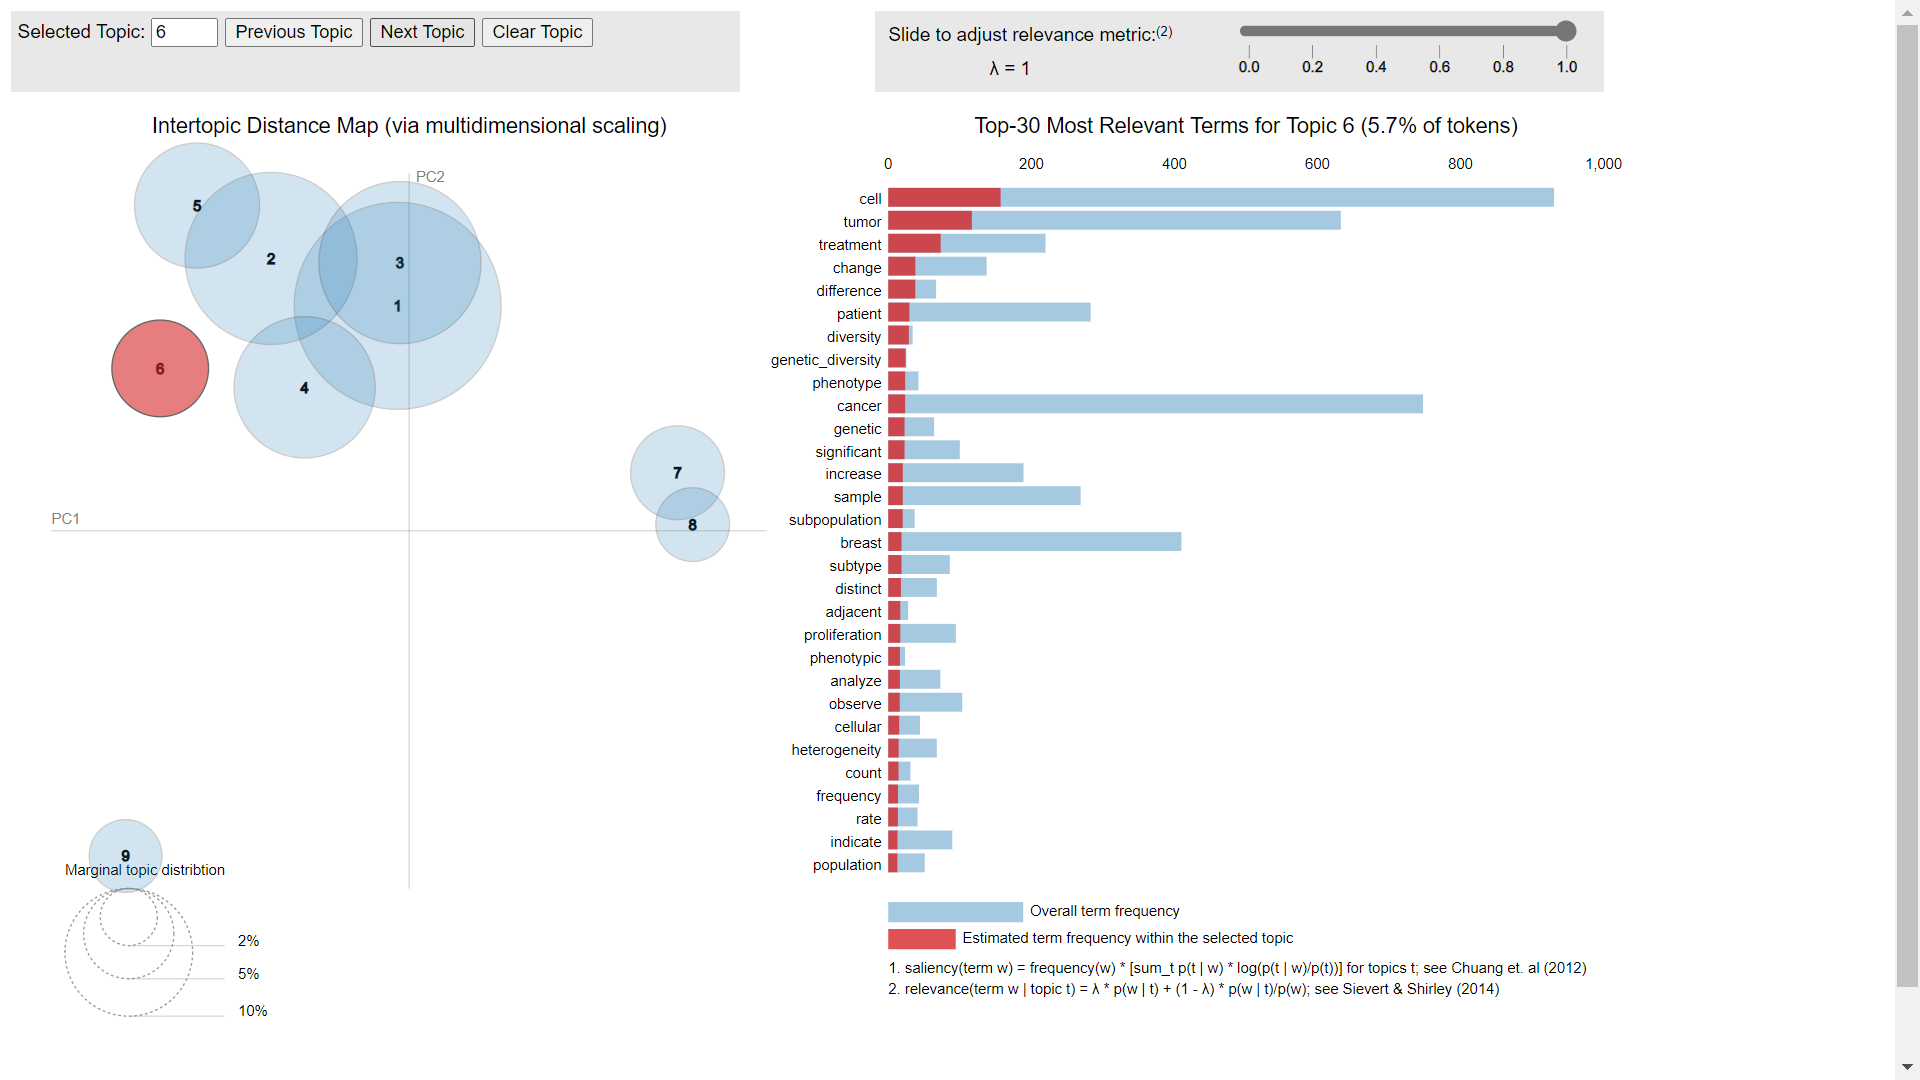 Selected Topic: 6 Previous Topic Next Topic Clear Topic
Slide to adjust relevance metric:(2)
λ = 1
0.0 0.2 0.4 0.6 0.8 1.0
Intertopic Distance Map (via multidimensional scaling)
PC2
5
2
3
1
6
4
7
8
PC1
9
Marginal topic distribtion
2%
5%
10%
Top-30 Most Relevant Terms for Topic 6 (5.7% of tokens)
0 200 400 600 800 1,000
cell
tumor
treatment
change
difference
patient
diversity
genetic_diversity
phenotype
cancer
genetic
significant
increase
sample
subpopulation
breast
subtype
distinct
adjacent
proliferation
phenotypic
analyze
observe
cellular
heterogeneity
count
frequency
rate
indicate
population
Overall term frequency
Estimated term frequency within the selected topic
1. saliency(term w) = frequency(w) * [sum_t p(t | w) * log(p(t | w)/p(t))] for topics t; see Chuang et. al (2012)
2. relevance(term w | topic t) = λ * p(w | t) + (1 - λ) * p(w | t)/p(w); see Sievert & Shirley (2014)